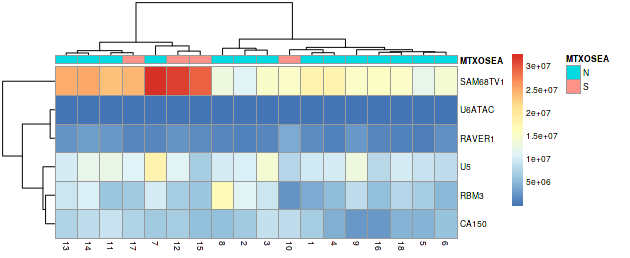 MTXOSEA
SAM68TV1
U6ATAC
RAVER1
U5
RBM3
CA150
13 14 11 17 7 12 15 8 2 3 10 1 4 9 16 18 5 6
3e+07
2.5e+07
2e+07
1.5e+07
1e+07
5e+06
MTXOSEA
N
S